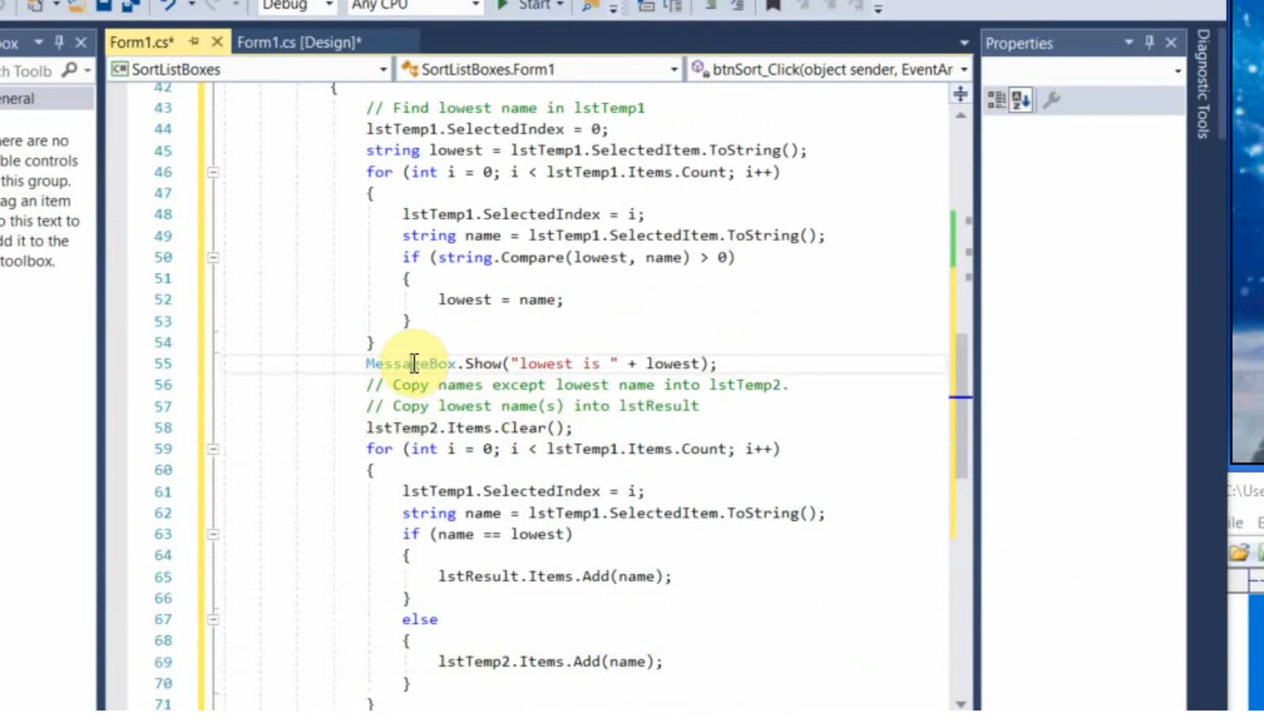 Debug
Any CPU
Start
box
Form1.cs*
Form1.cs [Design]*
Properties
ch Toolb
SortListBoxes
SortListBoxes.Form1
btnSort_Click(object sender, EventAr
Diagnostic Tools
eneral
here are no
ble controls
this group.
ag an item
o this text to
dd it to the
toolbox.
42 {
43 // Find lowest name in lstTemp1
44 lstTemp1.SelectedIndex = 0;
45 string lowest = lstTemp1.SelectedItem.ToString();
46 for (int i = 0; i < lstTemp1.Items.Count; i++)
47 {
48 lstTemp1.SelectedIndex = i;
49 string name = lstTemp1.SelectedItem.ToString();
50 if (string.Compare(lowest, name) > 0)
51 {
52 lowest = name;
53 }
54 }
55 MessageBox.Show("lowest is " + lowest);
56 // Copy names except lowest name into lstTemp2.
57 // Copy lowest name(s) into lstResult
58 lstTemp2.Items.Clear();
59 for (int i = 0; i < lstTemp1.Items.Count; i++)
60 {
61 lstTemp1.SelectedIndex = i;
62 string name = lstTemp1.SelectedItem.ToString();
63 if (name == lowest)
64 {
65 lstResult.Items.Add(name);
66 }
67 else
68 {
69 lstTemp2.Items.Add(name);
70 }
71 }
C:\Use
ile E